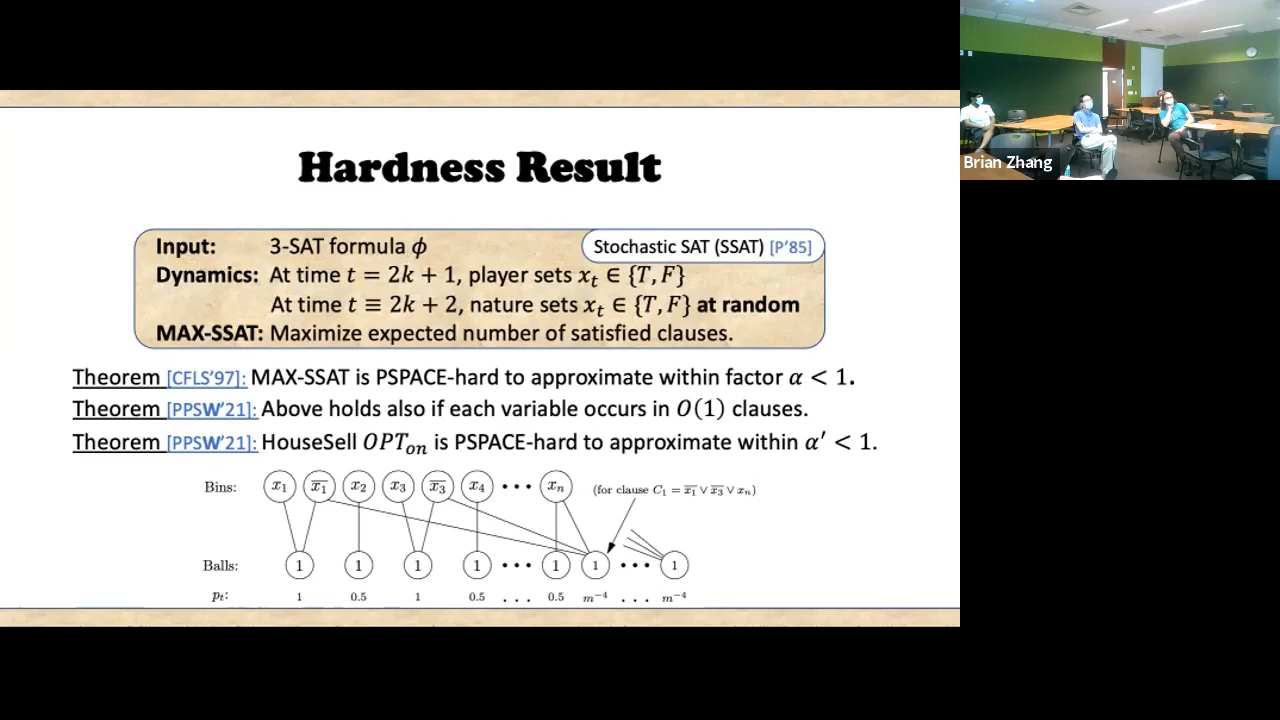 Hardness Result
Input: 3-SAT formula ϕ
Stochastic SAT (SSAT) [P'85]
Dynamics: At time t = 2k + 1, player sets x_t ∈ {T, F}
At time t ≡ 2k + 2, nature sets x_t ∈ {T, F} at random
MAX-SSAT: Maximize expected number of satisfied clauses.
Theorem [CFLS'97]: MAX-SSAT is PSPACE-hard to approximate within factor α < 1.
Theorem [PPSW'21]: Above holds also if each variable occurs in O(1) clauses.
Theorem [PPSW'21]: HouseSell OPT_on is PSPACE-hard to approximate within α′ < 1.
Bins: x_1 x̅_1 x_2 x_3 x̅_3 x_4 ••• x_n (for clause C_1 = x̅_1 ∨ x̅_3 ∨ x_n)
Balls: 1 1 1 1 ••• 1 1 ••• 1
p_t: 1 0.5 1 0.5 . . . 0.5 m^{-4} . . . m^{-4}
Brian Zhang